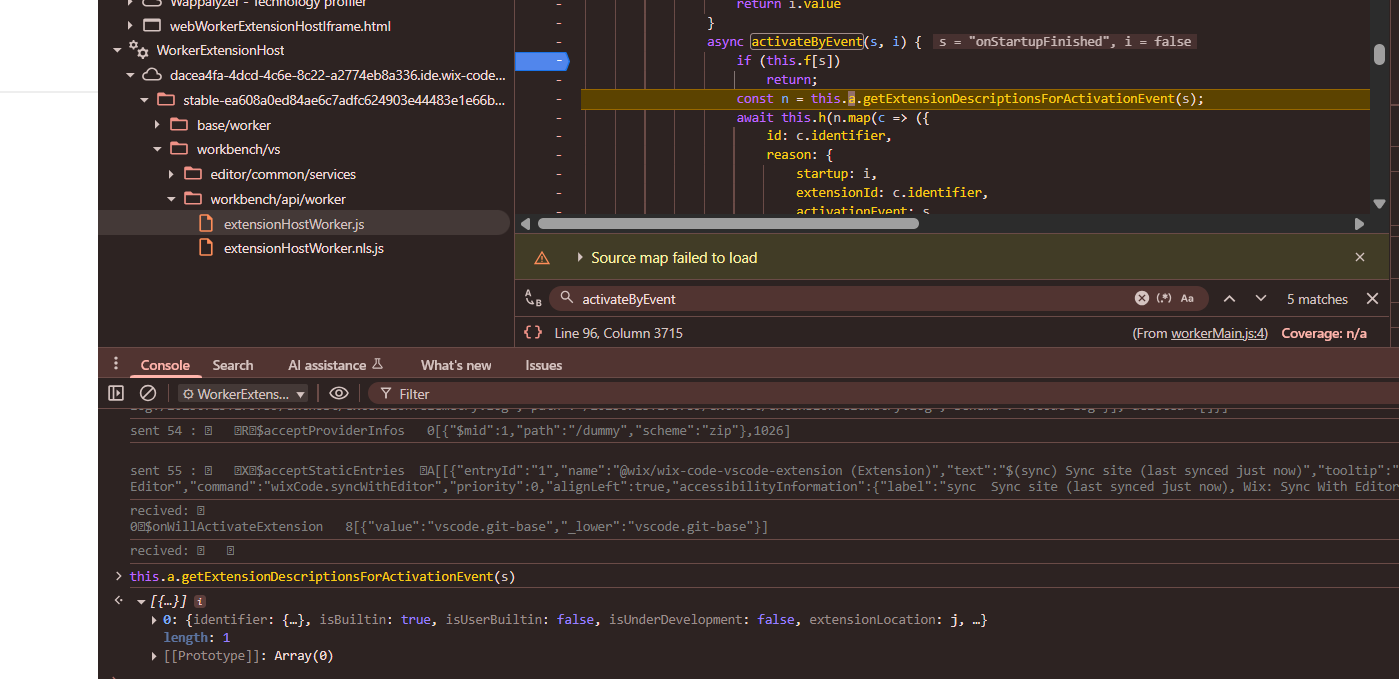 Wappalyzer - Technology profiler
webWorkerExtensionHostIframe.html
WorkerExtensionHost
dacea4fa-4dcd-4c6e-8c22-a2774eb8a336.ide.wix-code...
stable-ea608a0ed84ae6c7adfc624903e44483e1e66b...
base/worker
workbench/vs
editor/common/services
workbench/api/worker
extensionHostWorker.js
extensionHostWorker.nls.js
return i.value
}
async activateByEvent(s, i) { s = "onStartupFinished", i = false
if (this.f[s])
return;
const n = this.a.getExtensionDescriptionsForActivationEvent(s);
await this.h(n.map(c => ({
id: c.identifier,
reason: {
startup: i,
extensionId: c.identifier,
activationEvent: s
Source map failed to load
activateByEvent
(.*) Aa 5 matches
{} Line 96, Column 3715 (From workerMain.js:4) Coverage: n/a
Console Search AI assistance What's new Issues
WorkerExtens... Filter
sent 54 : R$acceptProviderInfos 0[{"$mid":1,"path":"/dummy","scheme":"zip"},1026]
sent 55 : X$acceptStaticEntries A[[{"entryId":"1","name":"@wix/wix-code-vscode-extension (Extension)","text":"$(sync) Sync site (last synced just now)","tooltip":"
Editor","command":"wixCode.syncWithEditor","priority":0,"alignLeft":true,"accessibilityInformation":{"label":"sync  Sync site (last synced just now), Wix: Sync With Editor
recived:
0$onWillActivateExtension 8[{"value":"vscode.git-base","_lower":"vscode.git-base"}]
recived:
this.a.getExtensionDescriptionsForActivationEvent(s)
[{…}] i
0: {identifier: {…}, isBuiltin: true, isUserBuiltin: false, isUnderDevelopment: false, extensionLocation: j, …}
length: 1
[[Prototype]]: Array(0)